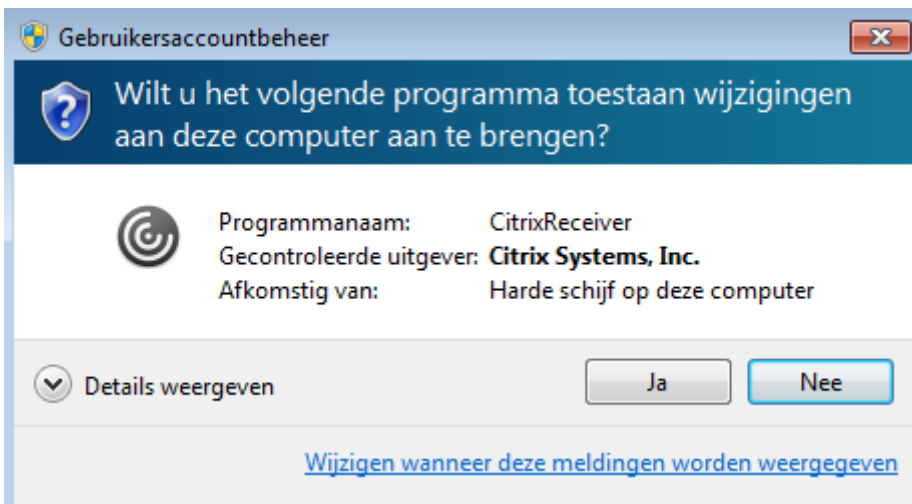 Gebruikersaccountbeheer
Wilt u het volgende programma toestaan wijzigingen
aan deze computer aan te brengen?
Programmanaam: CitrixReceiver
Gecontroleerde uitgever: Citrix Systems, Inc.
Afkomstig van: Harde schijf op deze computer
Details weergeven Ja Nee
Wijzigen wanneer deze meldingen worden weergegeven